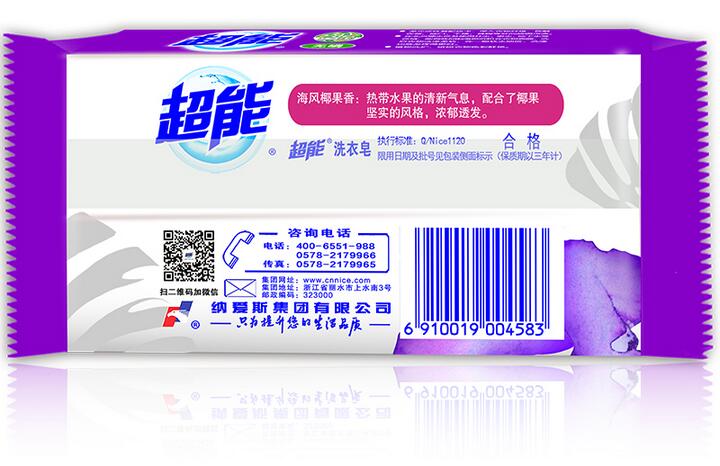 超能
无磷
超能®
海风椰果香：热带水果的清新气息，配合了椰果
坚实的风格，浓郁透发。
超能®洗衣皂
执行标准：Q/Nice1120 合格
限用日期及批号见包装侧面标示（保质期以三年计）
咨询电话
电话：400-6551-988
0578-2179966
传真：0578-2179965
集团网址：www.cnnice.com
集团地址：浙江省丽水市上水南3号
邮政编码：323000
扫二维码加微信
纳爱斯集团有限公司
®
只为提升您的生活品质
6 910019 004583